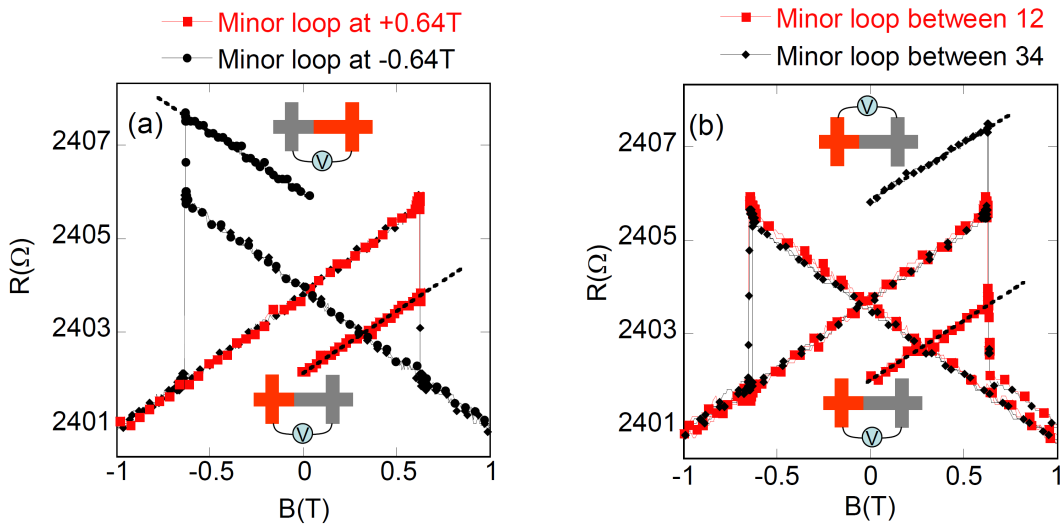 Minor loop at +0.64T
Minor loop at -0.64T
(a)
V
2407
2405
2403
2401
R(Ω)
V
-1
-0.5
0
0.5
1
B(T)
Minor loop between 12
Minor loop between 34
(b)
V
2407
2405
2403
2401
R(Ω)
V
-1
-0.5
0
0.5
1
B(T)